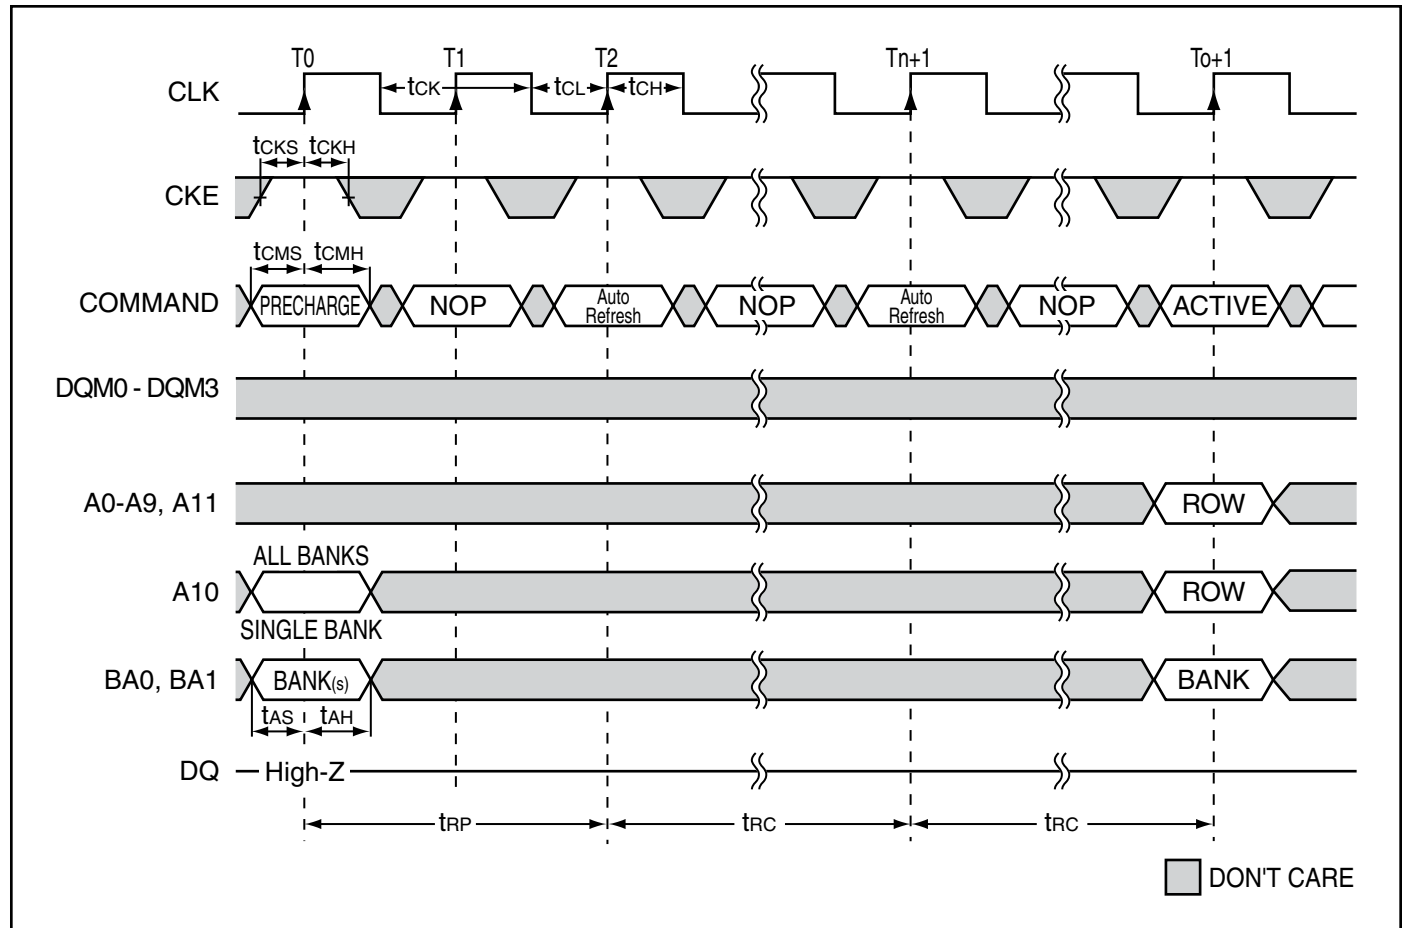 T0 T1 T2 Tn+1 To+1
CLK tCK tCL tCH
tCKS tCKH
CKE
tCMS tCMH
COMMAND PRECHARGE NOP Auto Refresh NOP Auto Refresh NOP ACTIVE
DQM0 - DQM3
A0-A9, A11 ROW
ALL BANKS
A10 ROW
SINGLE BANK
BA0, BA1 BANK(s) BANK
tAS tAH
DQ High-Z
tRP tRC tRC
DON'T CARE